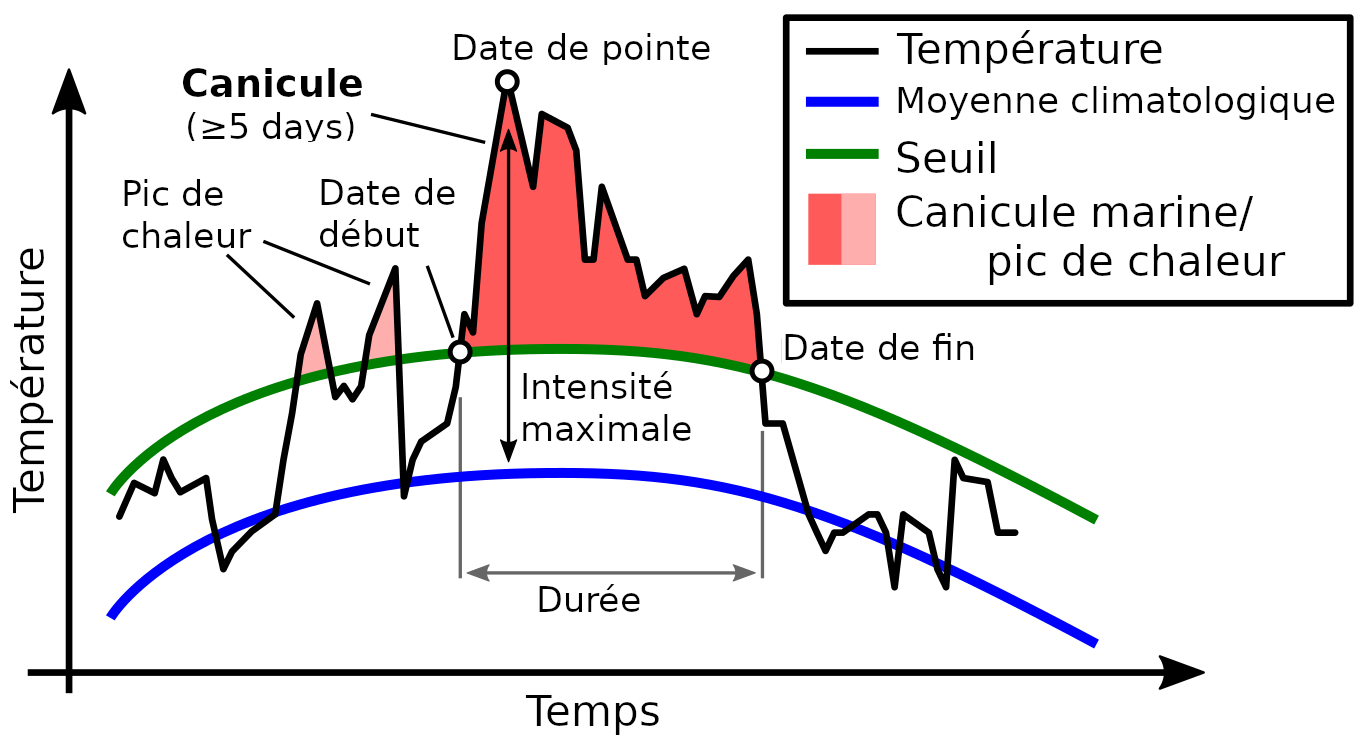 Date de pointe
Canicule
(≥5 days)
Pic de
chaleur
Date de
début
Température
Moyenne climatologique
Seuil
Canicule marine/
pic de chaleur
Date de fin
Intensité
maximale
Durée
Température
Temps